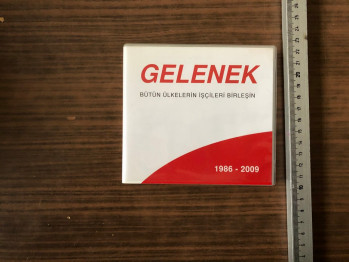 GELENEK
BÜTÜN ÜLKELERİN İŞÇİLERİ BİRLEŞİN
1986 - 2009